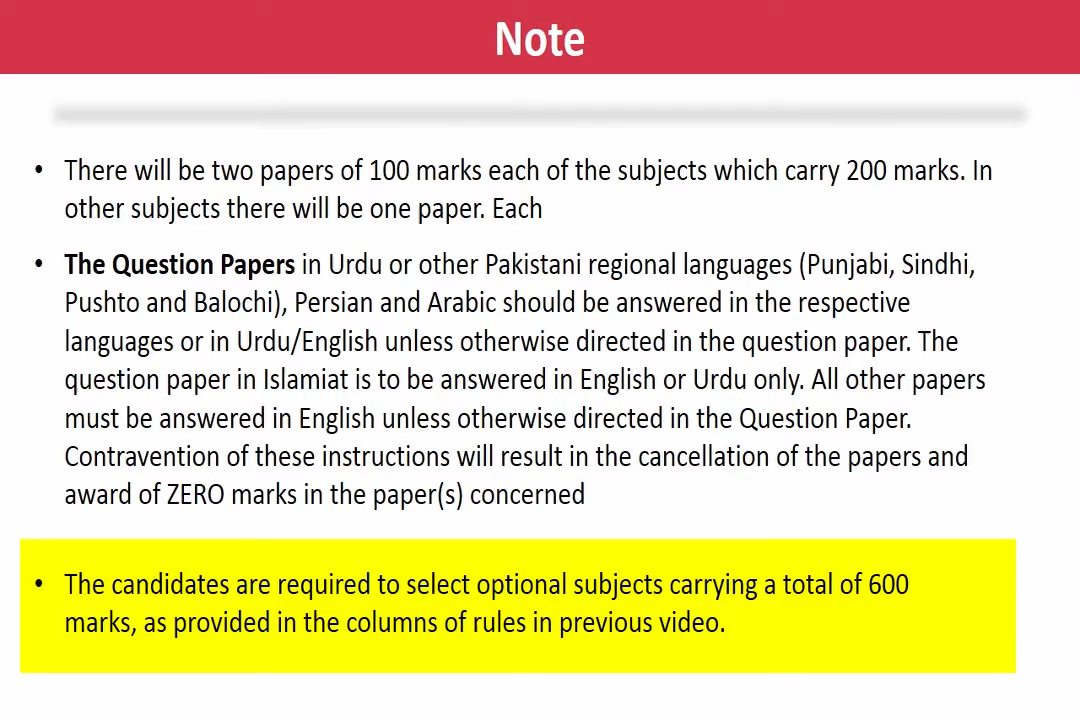 Note
• There will be two papers of 100 marks each of the subjects which carry 200 marks. In
other subjects there will be one paper. Each
• The Question Papers in Urdu or other Pakistani regional languages (Punjabi, Sindhi,
Pushto and Balochi), Persian and Arabic should be answered in the respective
languages or in Urdu/English unless otherwise directed in the question paper. The
question paper in Islamiat is to be answered in English or Urdu only. All other papers
must be answered in English unless otherwise directed in the Question Paper.
Contravention of these instructions will result in the cancellation of the papers and
award of ZERO marks in the paper(s) concerned
• The candidates are required to select optional subjects carrying a total of 600
marks, as provided in the columns of rules in previous video.